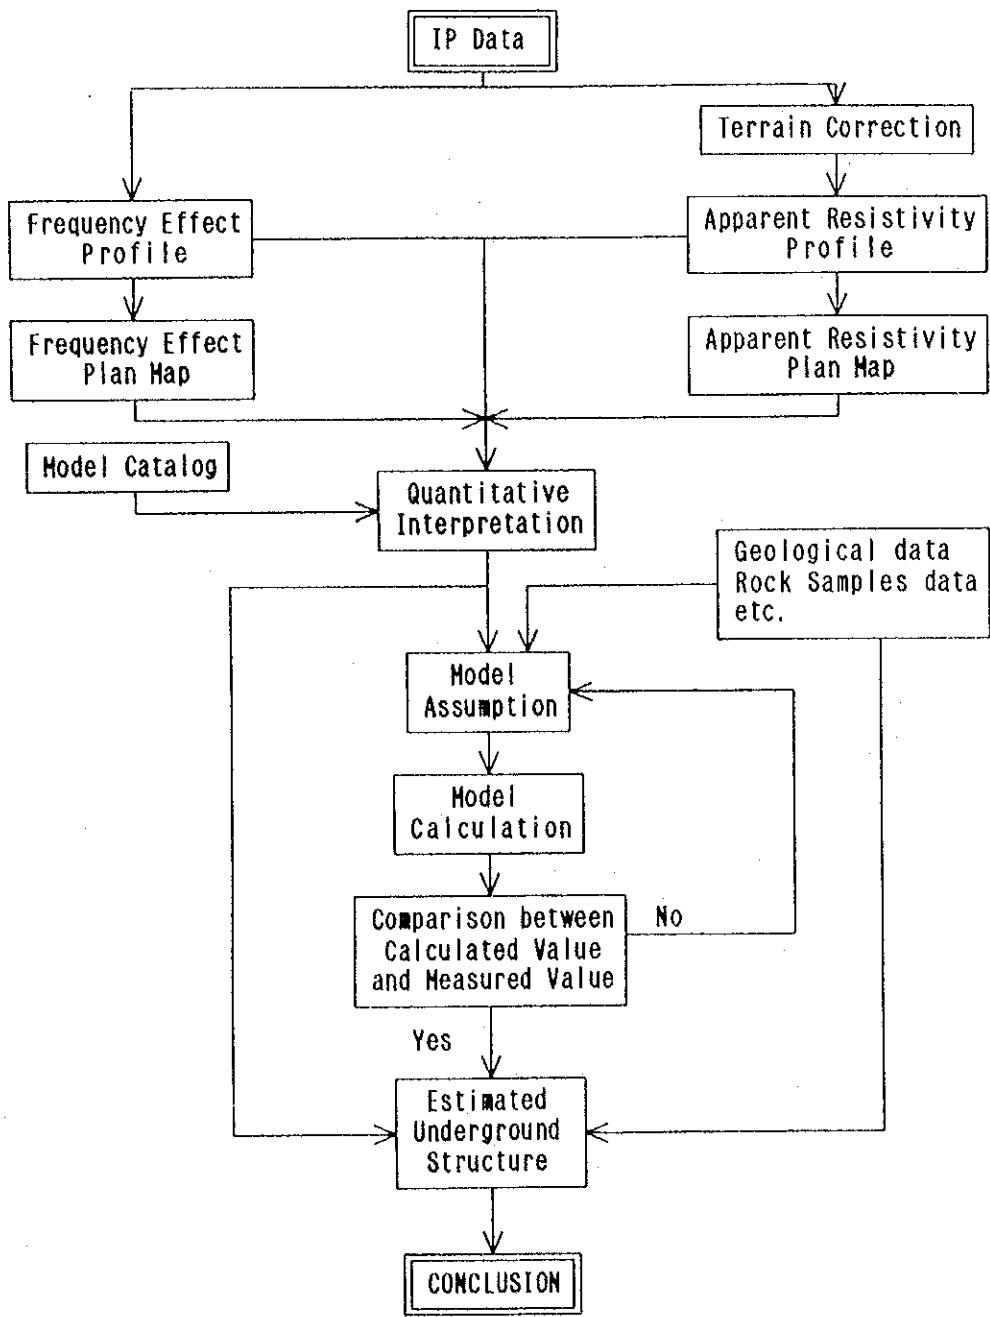 IP Data
Terrain Correction
Frequency Effect
Profile
Apparent Resistivity
Profile
Frequency Effect
Plan Map
Apparent Resistivity
Plan Map
Model Catalog
Quantitative
Interpretation
Geological data
Rock Samples data
etc.
Model
Assumption
Model
Calculation
Comparison between
Calculated Value
and Measured Value
No
Yes
Estimated
Underground
Structure
CONCLUSION